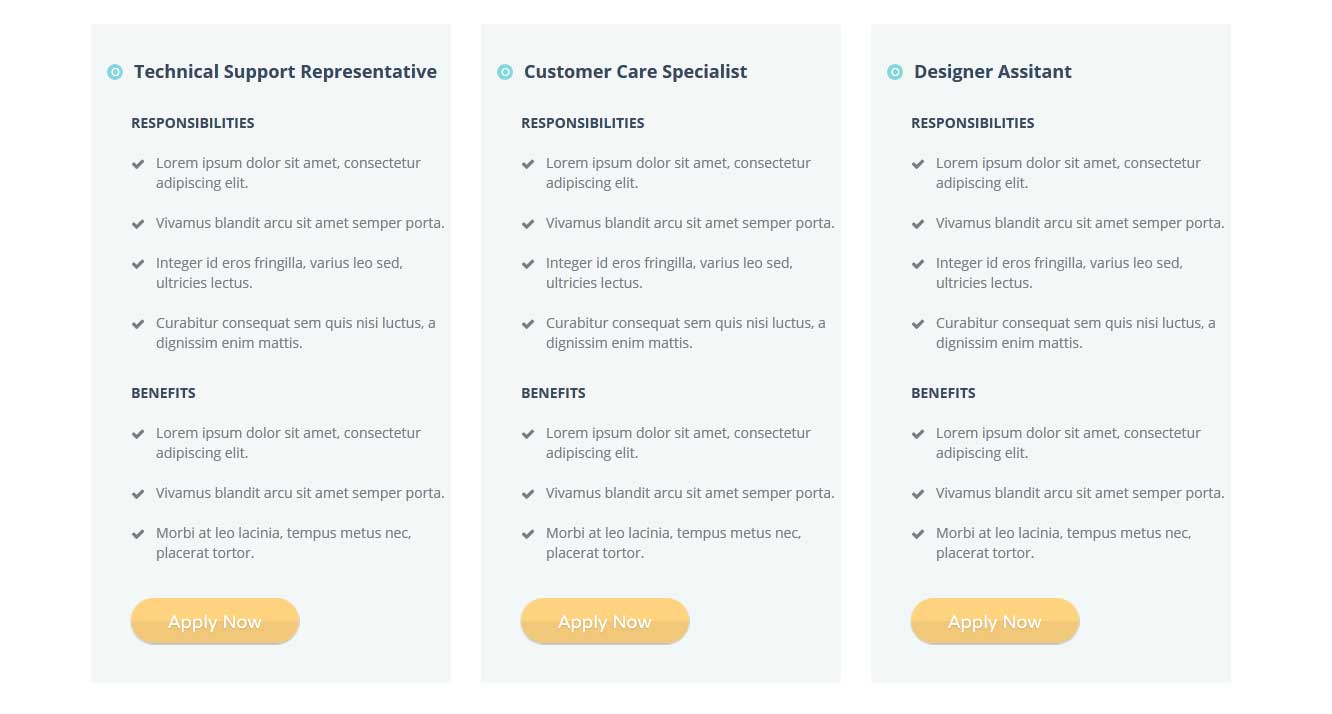 Technical Support Representative
RESPONSIBILITIES
Lorem ipsum dolor sit amet, consectetur
adipiscing elit.
Vivamus blandit arcu sit amet semper porta.
Integer id eros fringilla, varius leo sed,
ultricies lectus.
Curabitur consequat sem quis nisi luctus, a
dignissim enim mattis.
BENEFITS
Lorem ipsum dolor sit amet, consectetur
adipiscing elit.
Vivamus blandit arcu sit amet semper porta.
Morbi at leo lacinia, tempus metus nec,
placerat tortor.
Apply Now
Customer Care Specialist
RESPONSIBILITIES
Lorem ipsum dolor sit amet, consectetur
adipiscing elit.
Vivamus blandit arcu sit amet semper porta.
Integer id eros fringilla, varius leo sed,
ultricies lectus.
Curabitur consequat sem quis nisi luctus, a
dignissim enim mattis.
BENEFITS
Lorem ipsum dolor sit amet, consectetur
adipiscing elit.
Vivamus blandit arcu sit amet semper porta.
Morbi at leo lacinia, tempus metus nec,
placerat tortor.
Apply Now
Designer Assitant
RESPONSIBILITIES
Lorem ipsum dolor sit amet, consectetur
adipiscing elit.
Vivamus blandit arcu sit amet semper porta.
Integer id eros fringilla, varius leo sed,
ultricies lectus.
Curabitur consequat sem quis nisi luctus, a
dignissim enim mattis.
BENEFITS
Lorem ipsum dolor sit amet, consectetur
adipiscing elit.
Vivamus blandit arcu sit amet semper porta.
Morbi at leo lacinia, tempus metus nec,
placerat tortor.
Apply Now